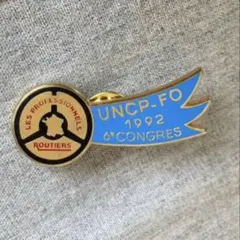 LES PROFESSIONNELS
ROUTIERS
UNCP-FO
1992
6e CONGRES